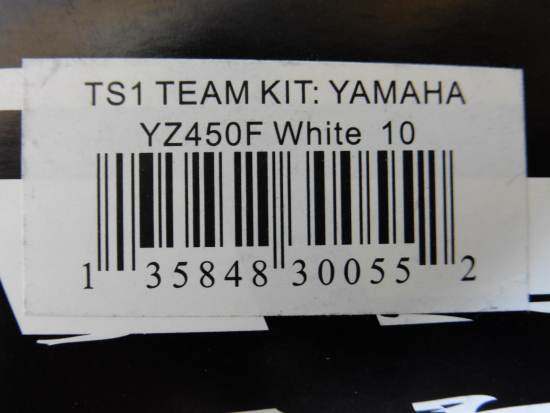 TS1 TEAM KIT: YAMAHA
YZ450F White 10
1 35848 30055 2